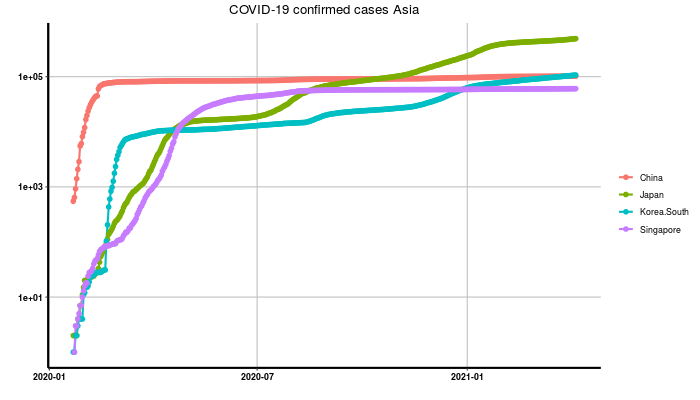 COVID-19 confirmed cases Asia
1e+05
1e+03
1e+01
2020-01
2020-07
2021-01
China
Japan
Korea.South
Singapore